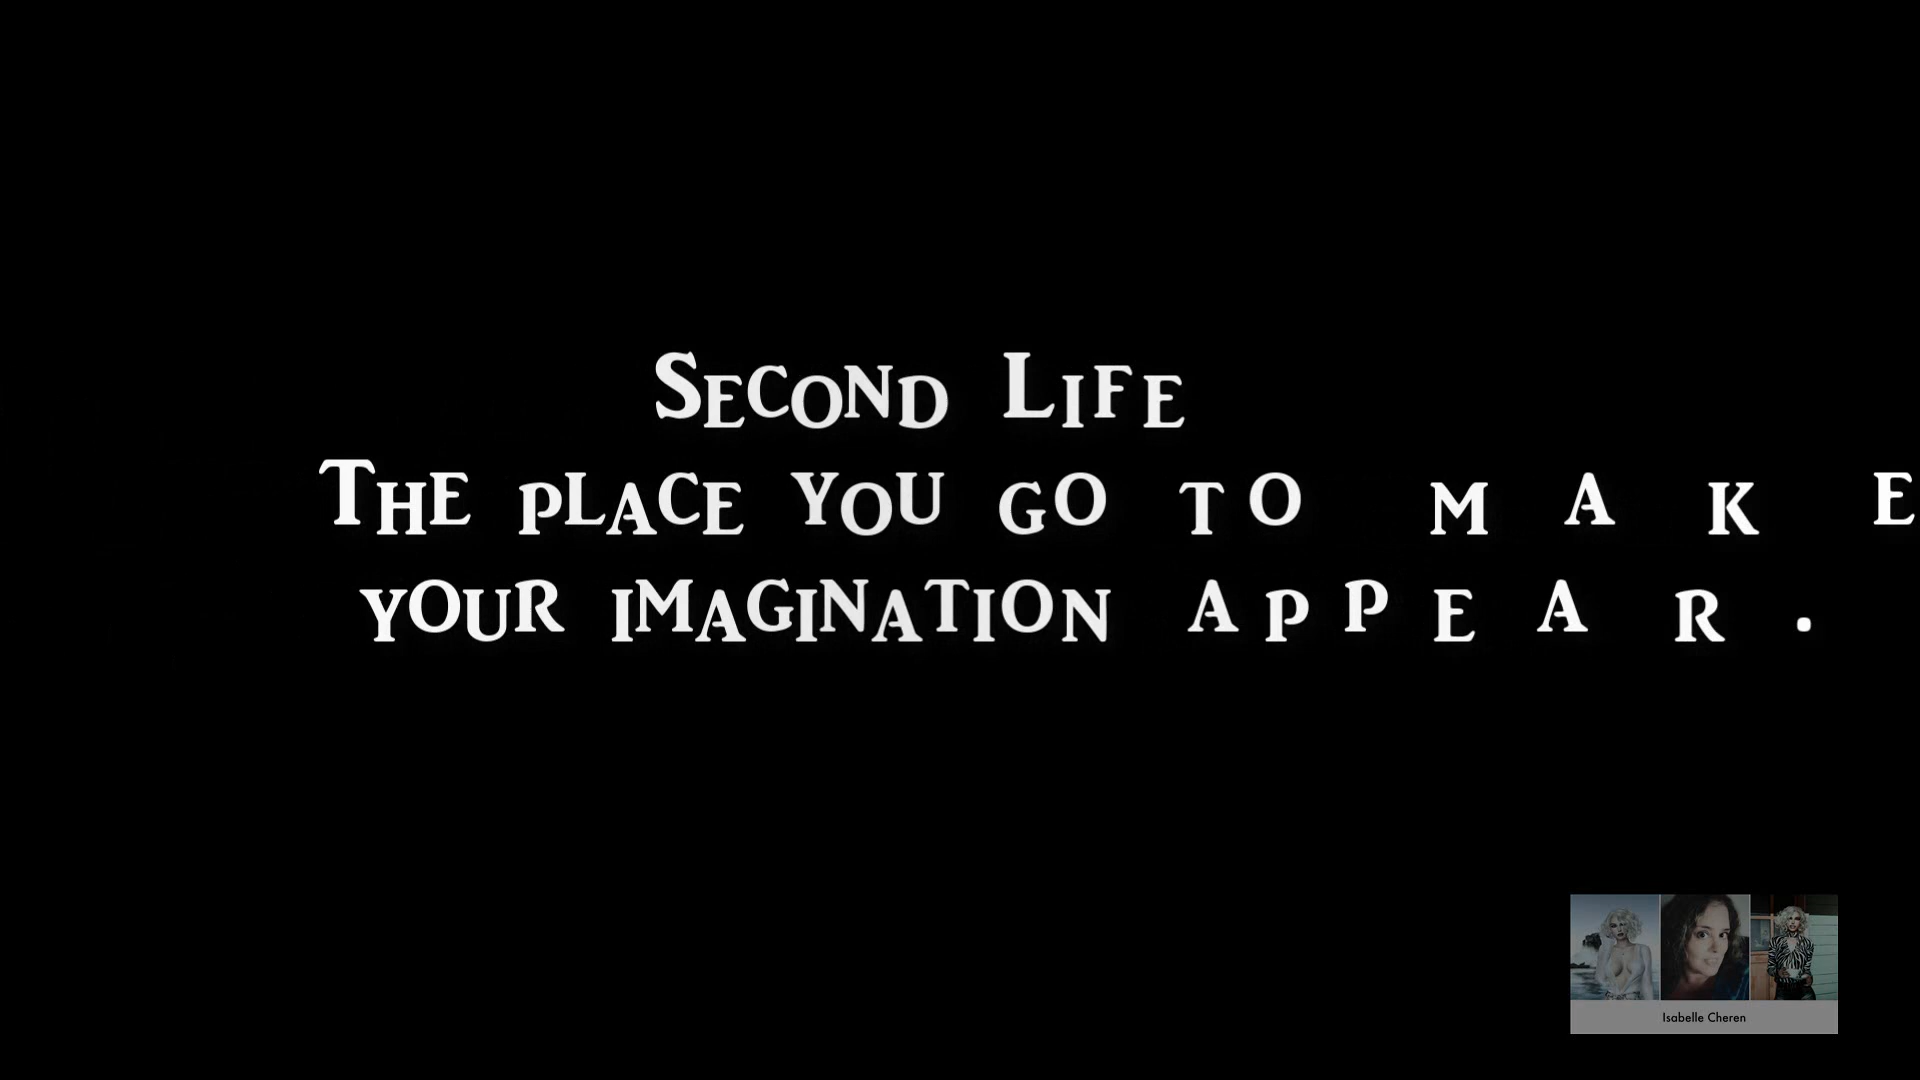 Second Life
The place you go to make
your imagination appear.
Isabelle Cheren